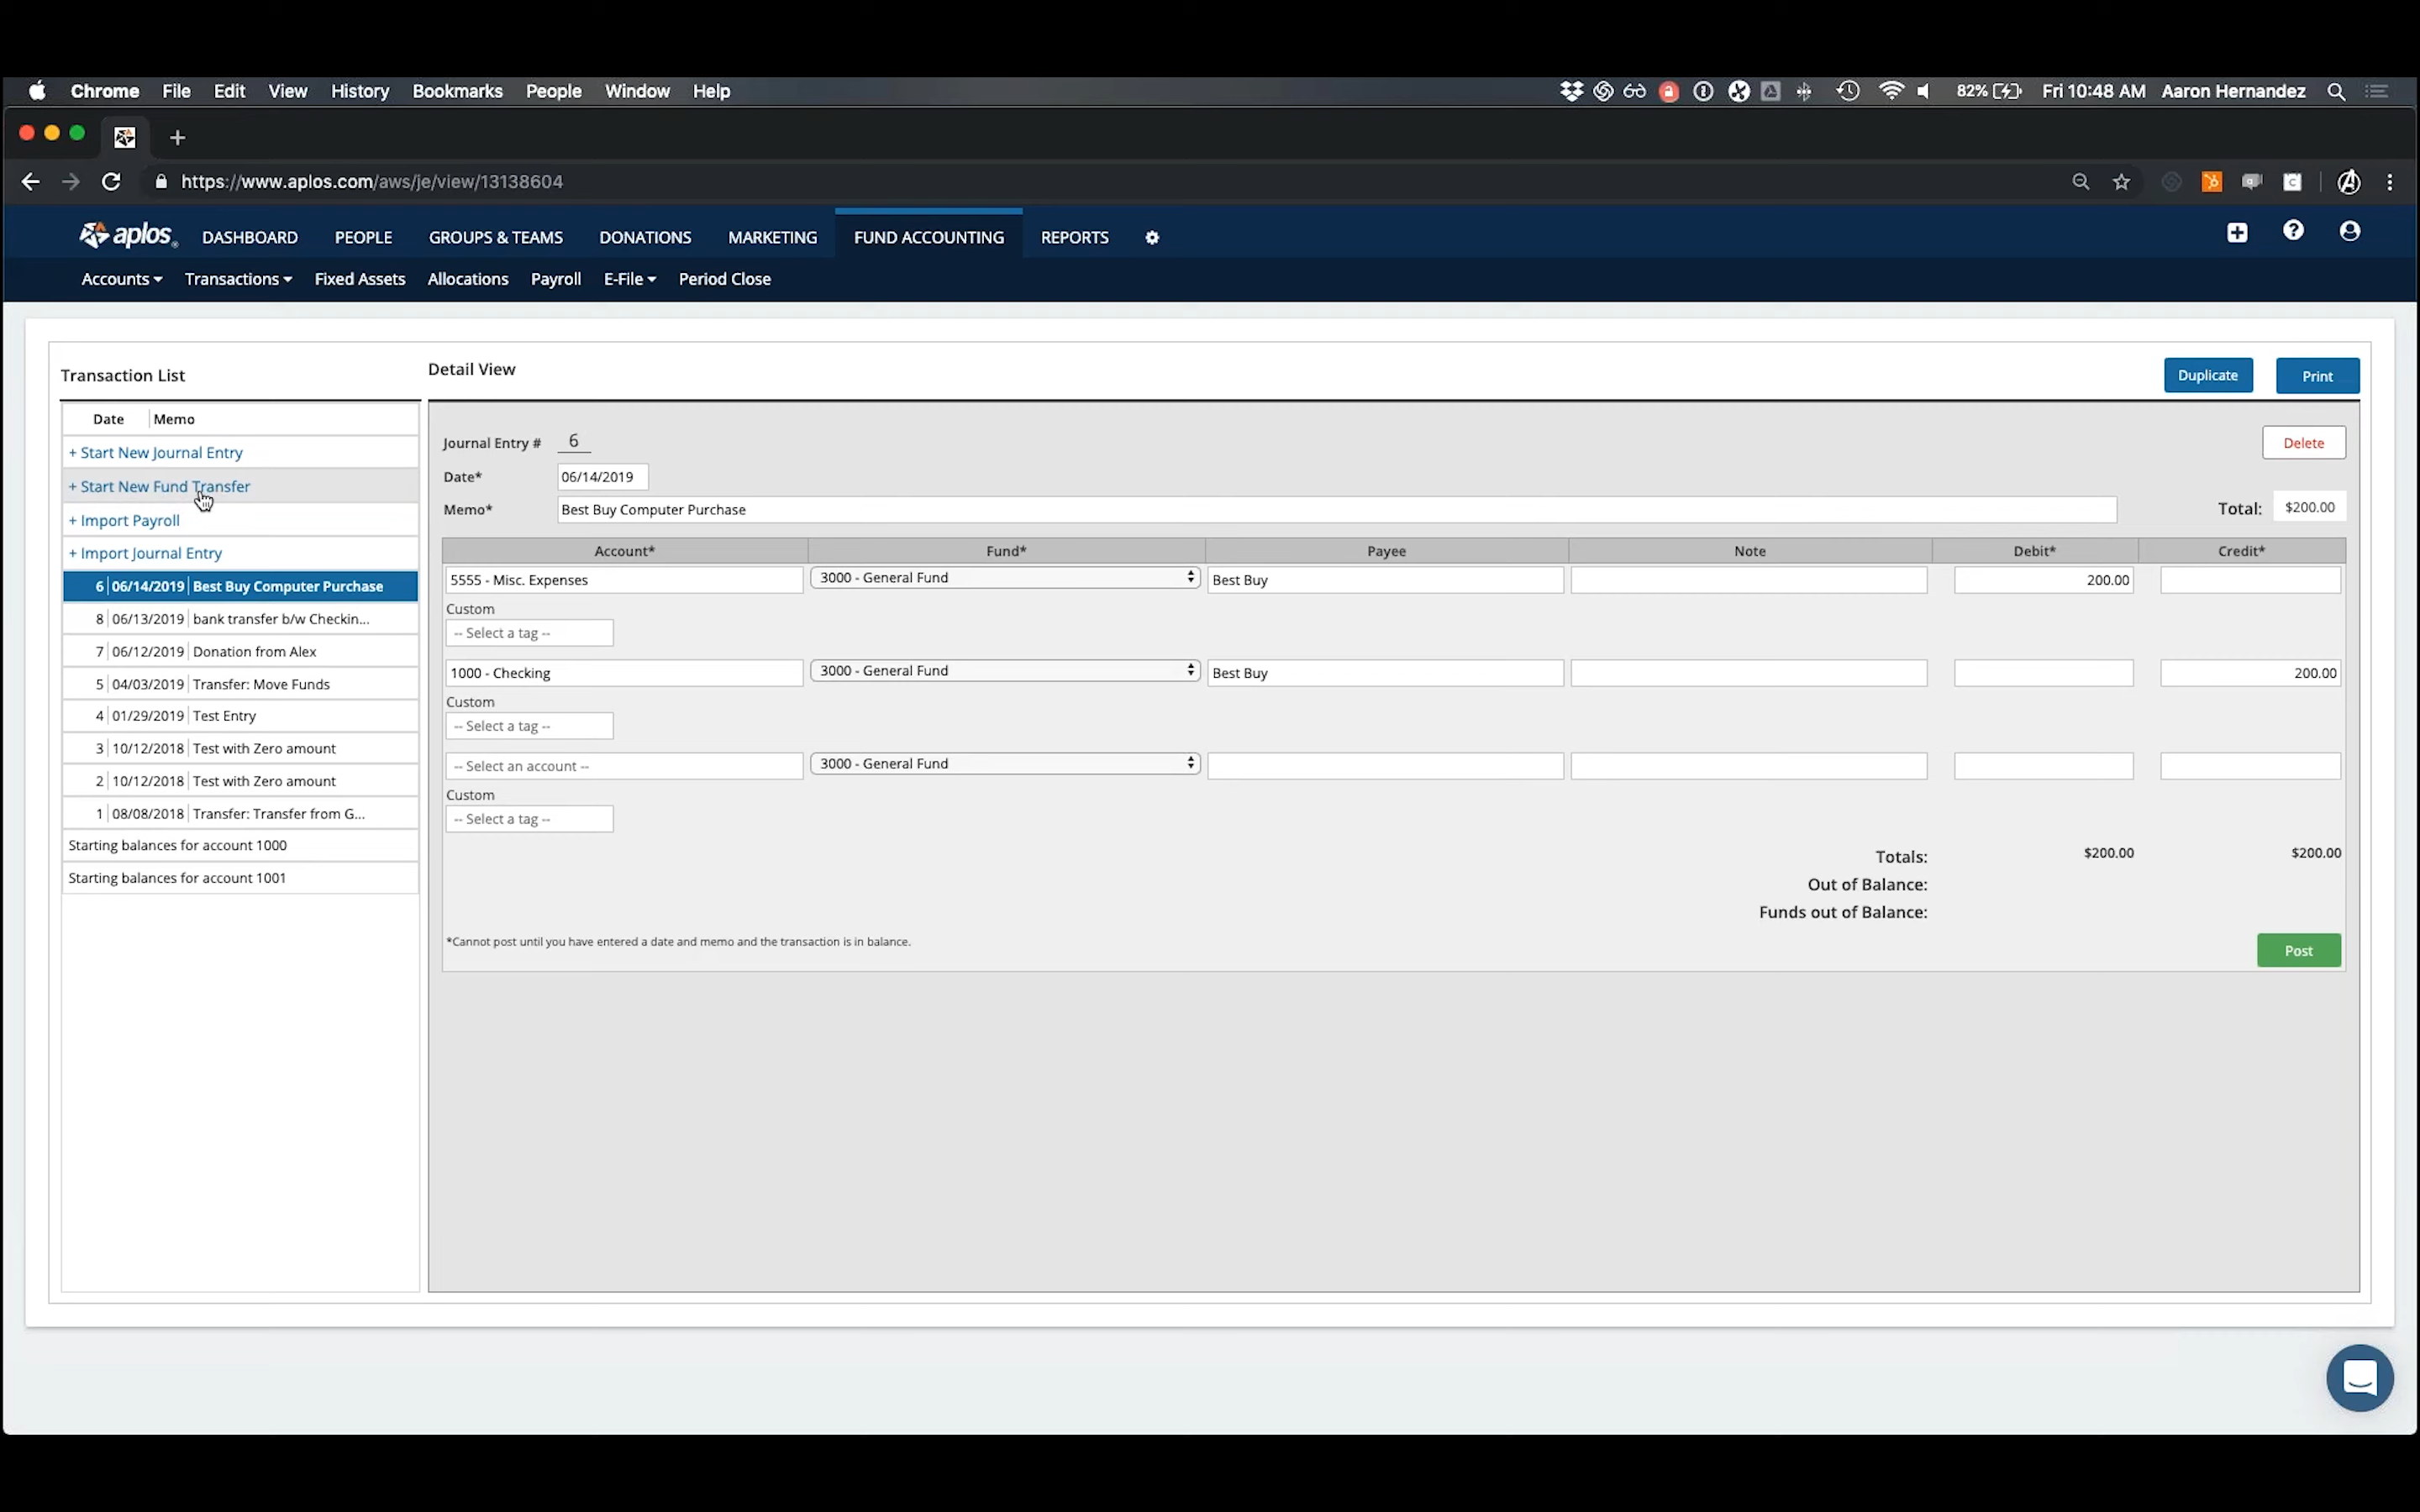 Chrome File Edit View History Bookmarks People Window Help 82% Fri 10:48 AM Aaron Hernandez
https://www.aplos.com/aws/je/view/13138604
aplos DASHBOARD PEOPLE GROUPS & TEAMS DONATIONS MARKETING FUND ACCOUNTING REPORTS
Accounts Transactions Fixed Assets Allocations Payroll E-File Period Close
Transaction List
Date Memo
+ Start New Journal Entry
+ Start New Fund Transfer
+ Import Payroll
+ Import Journal Entry
6 06/14/2019 Best Buy Computer Purchase
8 06/13/2019 bank transfer b/w Checkin...
7 06/12/2019 Donation from Alex
5 04/03/2019 Transfer: Move Funds
4 01/29/2019 Test Entry
3 10/12/2018 Test with Zero amount
2 10/12/2018 Test with Zero amount
1 08/08/2018 Transfer: Transfer from G...
Starting balances for account 1000
Starting balances for account 1001
Detail View Duplicate Print
Journal Entry # 6 Delete
Date* 06/14/2019
Memo* Best Buy Computer Purchase Total: $200.00
Account* Fund* Payee Note Debit* Credit*
5555 - Misc. Expenses 3000 - General Fund Best Buy 200.00
Custom
-- Select a tag --
1000 - Checking 3000 - General Fund Best Buy 200.00
Custom
-- Select a tag --
-- Select an account -- 3000 - General Fund
Custom
-- Select a tag --
Totals: $200.00 $200.00
Out of Balance:
Funds out of Balance:
*Cannot post until you have entered a date and memo and the transaction is in balance.
Post